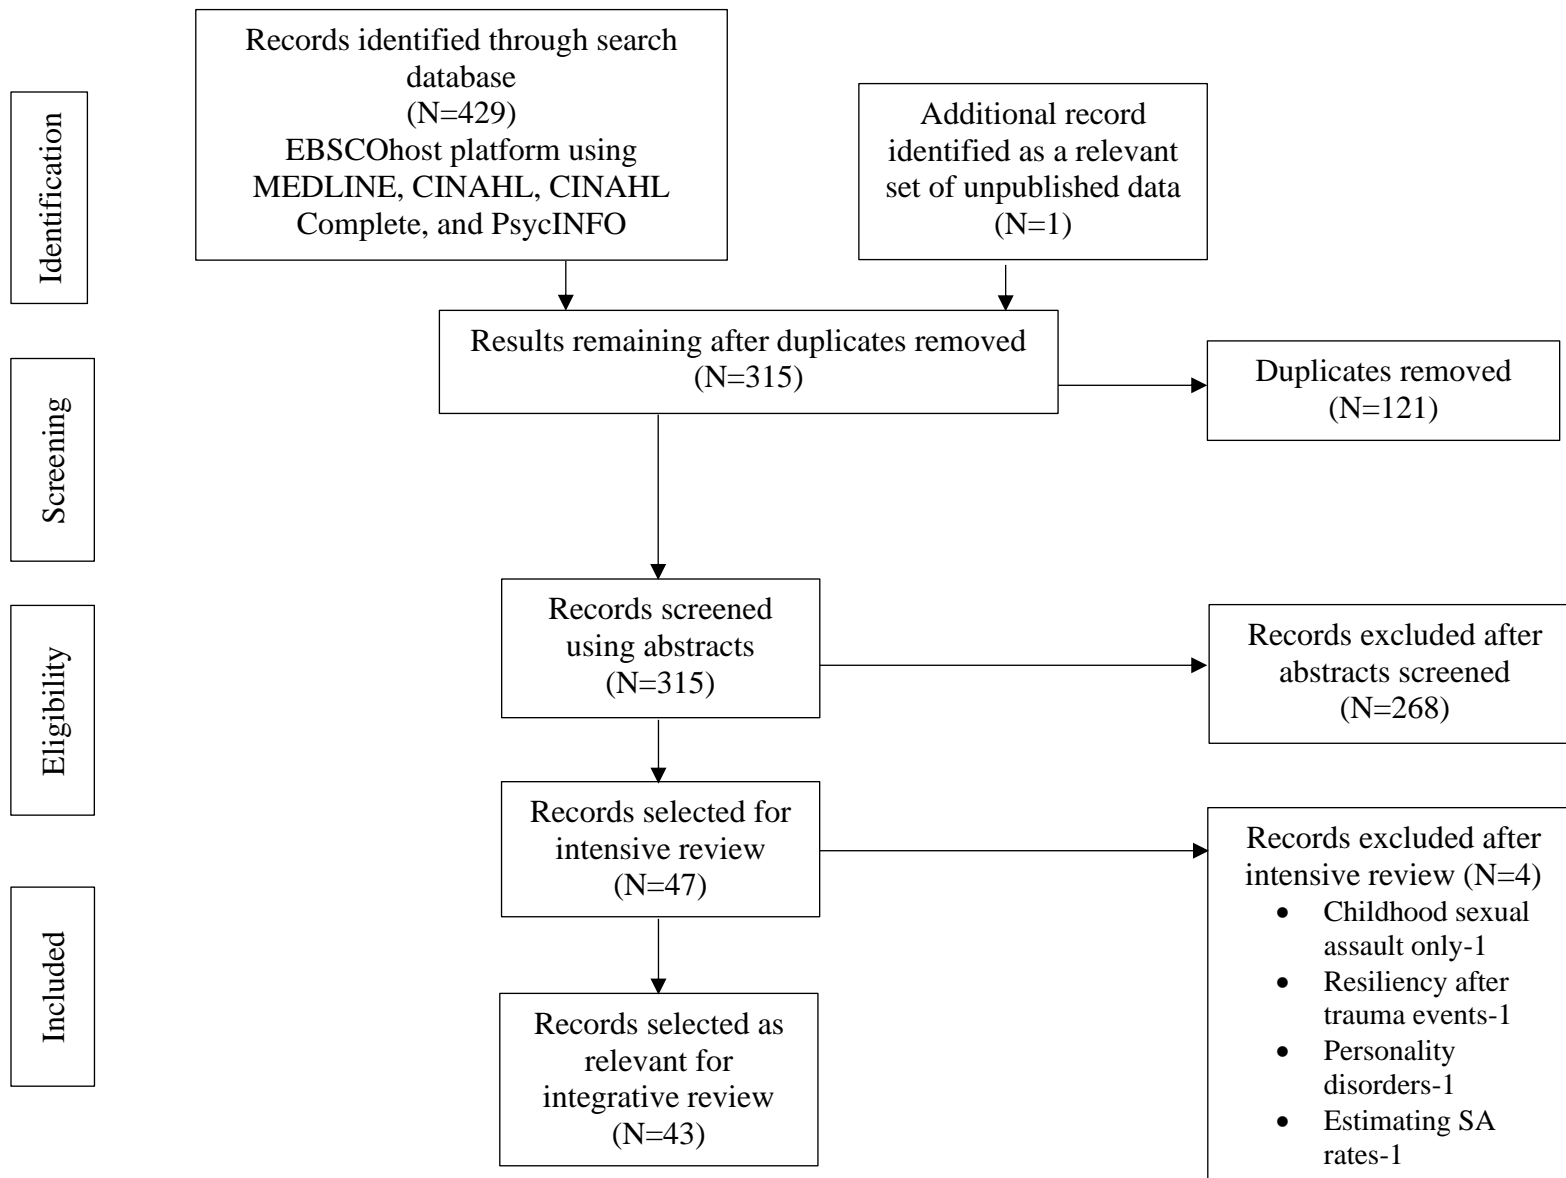 Identification
Records identified through search
database
(N=429)
EBSCOhost platform using
MEDLINE, CINAHL, CINAHL
Complete, and PsycINFO
Additional record
identified as a relevant
set of unpublished data
(N=1)
Screening
Results remaining after duplicates removed
(N=315)
Duplicates removed
(N=121)
Eligibility
Records screened
using abstracts
(N=315)
Records excluded after
abstracts screened
(N=268)
Records selected for
intensive review
(N=47)
Records excluded after
intensive review (N=4)
• Childhood sexual
assault only-1
• Resiliency after
trauma events-1
• Personality
disorders-1
• Estimating SA
rates-1
Included
Records selected as
relevant for
integrative review
(N=43)